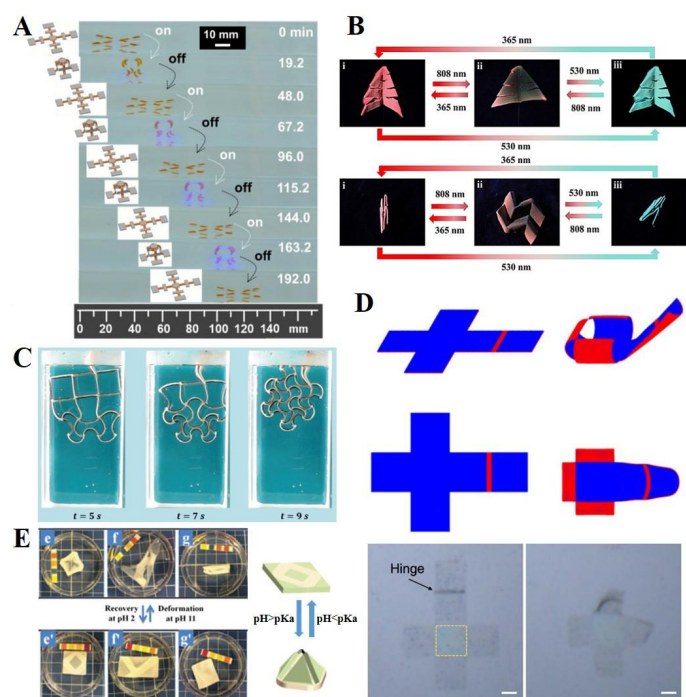 A
on
10 mm
0 min
off
19.2
48.0
on
67.2
off
96.0
on
115.2
off
144.0
on
163.2
off
192.0
0 20 40 60 80 100 120 140 mm
B
365 nm
i
808 nm
365 nm
ii
530 nm
808 nm
iii
530 nm
365 nm
i
808 nm
365 nm
ii
530 nm
808 nm
iii
530 nm
C
t = 5 s
t = 7 s
t = 9 s
D
Hinge
E
e
f
g
Recovery
at pH 2
Deformation
at pH 11
e'
f'
g'
pH>pKa
pH<pKa